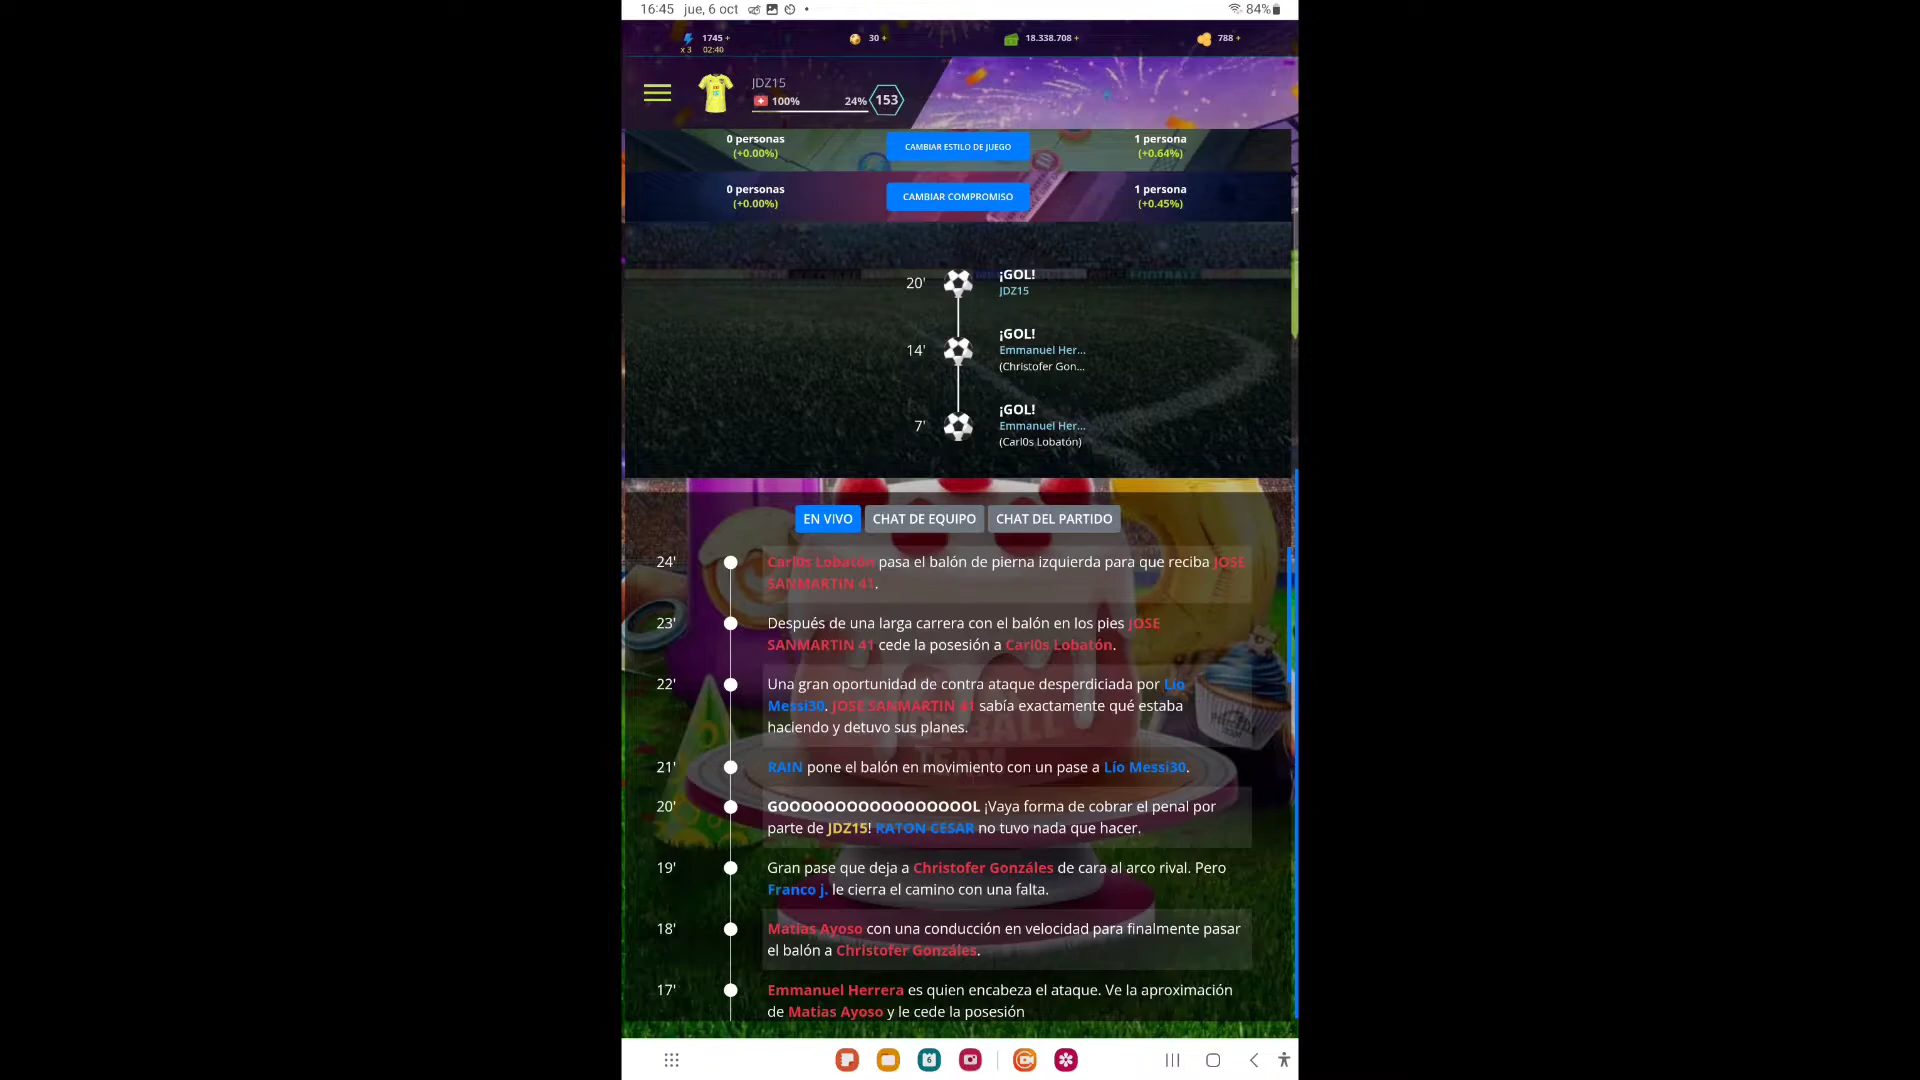 16:45 jue, 6 oct 84%
1745 + 30 + 18.338.708 + 788 +
x 3 02:40
JDZ15
100% 24% 153
0 personas CAMBIAR ESTILO DE JUEGO 1 persona
(+0.00%) (+0.64%)
0 personas CAMBIAR COMPROMISO 1 persona
(+0.00%) (+0.45%)
20' ¡GOL!
JDZ15
14' ¡GOL!
Emmanuel Her...
(Christofer Gon...
7' ¡GOL!
Emmanuel Her...
(Carl0s Lobatón)
EN VIVO CHAT DE EQUIPO CHAT DEL PARTIDO
24' Carl0s Lobatón pasa el balón de pierna izquierda para que reciba JOSE
SANMARTIN 41.
23' Después de una larga carrera con el balón en los pies JOSE
SANMARTIN 41 cede la posesión a Carl0s Lobatón.
22' Una gran oportunidad de contra ataque desperdiciada por Lío
Messi30. JOSE SANMARTIN 41 sabía exactamente qué estaba
haciendo y detuvo sus planes.
21' RAIN pone el balón en movimiento con un pase a Lío Messi30.
20' GOOOOOOOOOOOOOOOOOL ¡Vaya forma de cobrar el penal por
parte de JDZ15! RATON CESAR no tuvo nada que hacer.
19' Gran pase que deja a Christofer Gonzáles de cara al arco rival. Pero
Franco j. le cierra el camino con una falta.
18' Matias Ayoso con una conducción en velocidad para finalmente pasar
el balón a Christofer Gonzáles.
17' Emmanuel Herrera es quien encabeza el ataque. Ve la aproximación
de Matias Ayoso y le cede la posesión
6